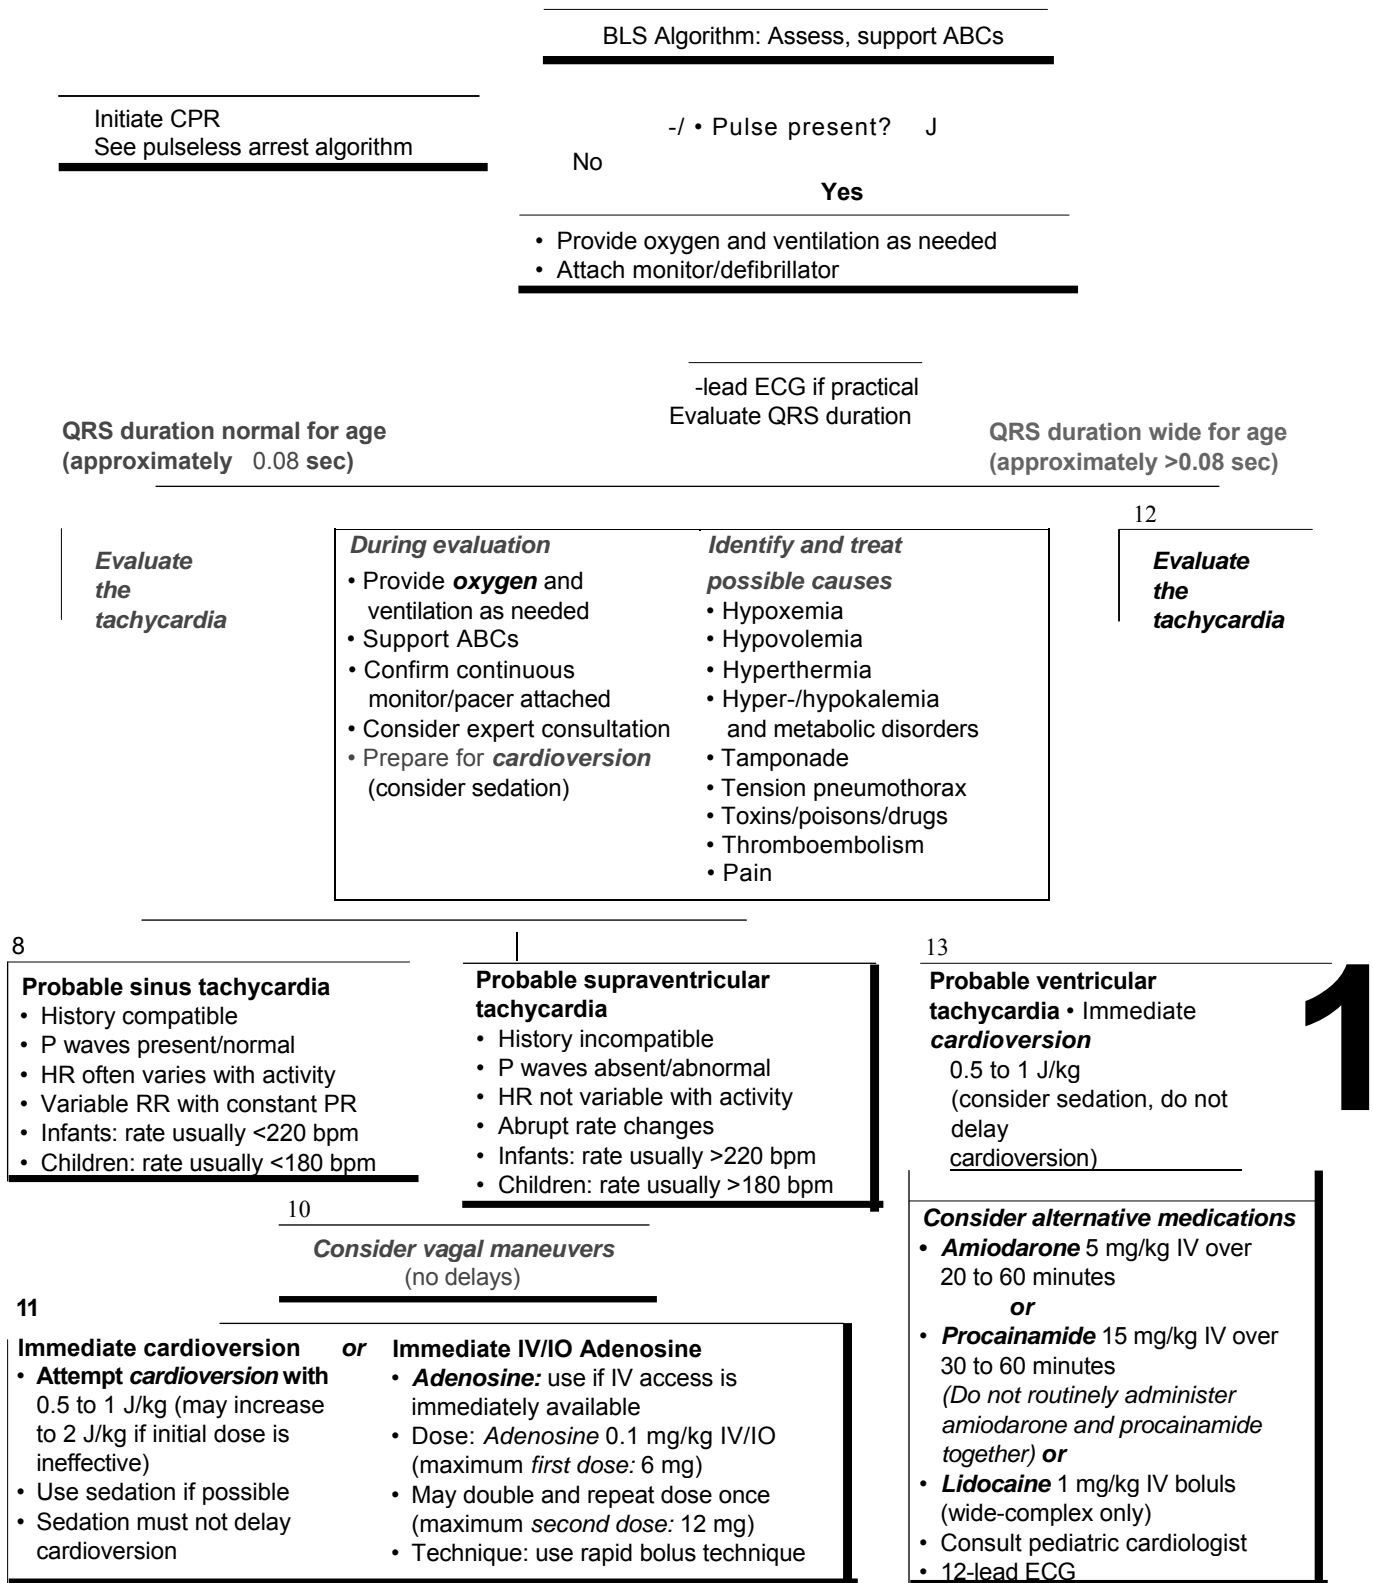 BLS Algorithm: Assess, support ABCs
Initiate CPR
See pulseless arrest algorithm
-/ • Pulse present? J
No
Yes
• Provide oxygen and ventilation as needed
• Attach monitor/defibrillator
-lead ECG if practical
Evaluate QRS duration
QRS duration normal for age
(approximately 0.08 sec)
QRS duration wide for age
(approximately >0.08 sec)
Evaluate
the
tachycardia
During evaluation
• Provide oxygen and
ventilation as needed
• Support ABCs
• Confirm continuous
monitor/pacer attached
• Consider expert consultation
• Prepare for cardioversion
(consider sedation)
Identify and treat
possible causes
• Hypoxemia
• Hypovolemia
• Hyperthermia
• Hyper-/hypokalemia
and metabolic disorders
• Tamponade
• Tension pneumothorax
• Toxins/poisons/drugs
• Thromboembolism
• Pain
12
Evaluate
the
tachycardia
8
Probable sinus tachycardia
• History compatible
• P waves present/normal
• HR often varies with activity
• Variable RR with constant PR
• Infants: rate usually <220 bpm
• Children: rate usually <180 bpm
Probable supraventricular
tachycardia
• History incompatible
• P waves absent/abnormal
• HR not variable with activity
• Abrupt rate changes
• Infants: rate usually >220 bpm
• Children: rate usually >180 bpm
13
Probable ventricular
tachycardia • Immediate
cardioversion
0.5 to 1 J/kg
(consider sedation, do not
delay
cardioversion)
1
10
Consider vagal maneuvers
(no delays)
11
Immediate cardioversion or
• Attempt cardioversion with
0.5 to 1 J/kg (may increase
to 2 J/kg if initial dose is
ineffective)
• Use sedation if possible
• Sedation must not delay
cardioversion
Immediate IV/IO Adenosine
• Adenosine: use if IV access is
immediately available
• Dose: Adenosine 0.1 mg/kg IV/IO
(maximum first dose: 6 mg)
• May double and repeat dose once
(maximum second dose: 12 mg)
• Technique: use rapid bolus technique
Consider alternative medications
• Amiodarone 5 mg/kg IV over
20 to 60 minutes
or
• Procainamide 15 mg/kg IV over
30 to 60 minutes
(Do not routinely administer
amiodarone and procainamide
together) or
• Lidocaine 1 mg/kg IV boluls
(wide-complex only)
• Consult pediatric cardiologist
• 12-lead ECG